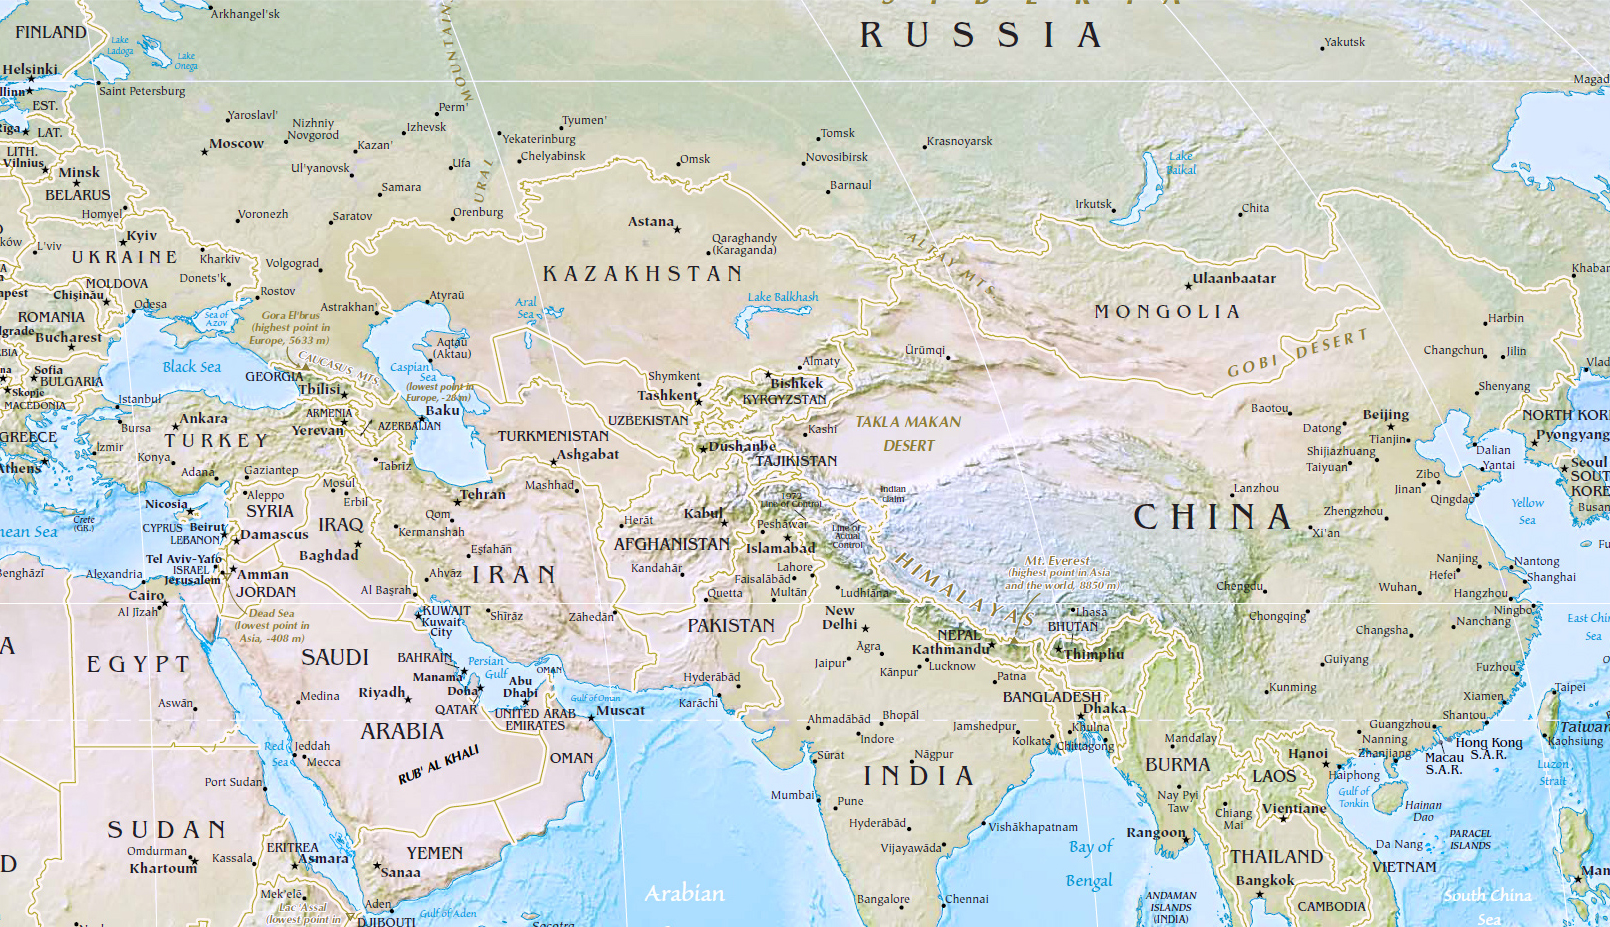 S I B E R I A
Arkhangel'sk
FINLAND
Lake
Ladoga
Lake
Onega
RUSSIA
Yakutsk
Helsinki
Saint Petersburg
Magad
llinn
EST.
Riga
LAT.
LITH.
Vilnius
Minsk
BELARUS
Homyel'
Yaroslavl'
Nizhniy
Novgorod
Moscow
Kazan'
Ul'yanovsk
Perm'
Izhevsk
Ufa
Samara
Orenburg
Saratov
Voronezh
URAL
MOUNTAIN
Yekaterinburg
Chelyabinsk
Tyumen'
Omsk
Tomsk
Novosibirsk
Barnaul
Krasnoyarsk
Lake
Baikal
Irkutsk
Chita
ków
L'viv
Kyiv
UKRAINE
Kharkiv
Donets'k
Volgograd
Rostov
Astrakhan'
MOLDOVA
Chişinău
Odesa
apest
ROMANIA
Bucharest
lgrade
Sofia
BULGARIA
Skopje
MACEDONIA
GREECE
Athens
Sea of
Azov
Gora El'brus
(highest point in
Europe, 5633 m)
CAUCASUS MTS.
Black Sea
GEORGIA
Tbilisi
ARMENIA
Yerevan
AZERBAIJAN
Baku
Caspian
Sea
(lowest point in
Europe, -28 m)
Atyraū
Aqtaū
(Aktau)
Astana
Qaraghandy
(Karaganda)
KAZAKHSTAN
Aral
Sea
Lake Balkhash
ALTAY MTS.
Ulaanbaatar
MONGOLIA
GOBI DESERT
Khabar
Harbin
Changchun
Jilin
Vlad
Shenyang
NORTH KOR
Pyongyang
Seoul
SOUT
KORE
Busan
Istanbul
Bursa
İzmir
Ankara
TURKEY
Konya
Adana
Gaziantep
Tabrīz
Shymkent
Tashkent
Almaty
Bishkek
KYRGYZSTAN
UZBEKISTAN
TURKMENISTAN
Ashgabat
Dushanbe
TAJIKISTAN
Kashi
Ürümqi
TAKLA MAKAN
DESERT
Baotou
Beijing
Datong
Tianjin
Shijiazhuang
Taiyuan
Dalian
Yantai
Zibo
Jinan
Qingdao
Yellow
Sea
Lanzhou
Zhengzhou
Xi'an
CHINA
Crete
(GR.)
nean Sea
Nicosia
CYPRUS
Beirut
LEBANON
Aleppo
SYRIA
Damascus
Mosul
Erbil
IRAQ
Baghdad
Tehran
Qom
Kermanshah
Eşfahān
IRAN
Mashhad
Herāt
Kabul
AFGHANISTAN
Kandahār
Peshāwar
Islamabad
1972
Line of Control
Line of
Actual
Control
Indian
claim
Lahore
Faisalābād
Multān
Quetta
Ludhiāna
HIMALAYAS
Mt. Everest
(highest point in Asia
and the world, 8850 m)
Lhasa
BHUTAN
Thimphu
Chengdu
Chongqing
Wuhan
Nanjing
Hefei
Nantong
Shanghai
Hangzhou
Ningbo
Nanchang
Changsha
East Chin
Sea
Tel Aviv-Yafo
ISRAEL
Jerusalem
Amman
JORDAN
Benghāzī
Alexandria
Cairo
Al Jīzah
Dead Sea
(lowest point in
Asia, -408 m)
Al Başrah
Ahvāz
KUWAIT
Kuwait
City
Shīrāz
Zāhedān
PAKISTAN
New
Delhi
NEPAL
Kathmandu
Āgra
Jaipur
Kānpur
Lucknow
Patna
Guiyang
Fuzhou
Kunming
Xiamen
Taipei
Shantou
Guangzhou
Taiwan
Kaohsiung
EGYPT
Aswān
SAUDI
ARABIA
Medina
Riyadh
BAHRAIN
Manama
Doha
QATAR
Persian
Gulf
Abu
Dhabi
UNITED ARAB
EMIRATES
OMAN
Gulf of Oman
Muscat
Hyderābād
Karāchi
BANGLADESH
Dhaka
Khulna
Chittagong
Ahmadābād
Bhopāl
Indore
Jamshedpur
Kolkata
Mandalay
Nanning
Zhanjiang
Hong Kong
S.A.R.
Macau
S.A.R.
Luzon
Strait
Red
Sea
Jeddah
Mecca
RUB' AL KHALI
OMAN
Sūrat
Nāgpur
INDIA
BURMA
Hanoi
Haiphong
LAOS
Gulf of
Tonkin
Hainan
Dao
Port Sudan
Mumbai
Pune
Hyderābād
Vishākhapatnam
Vijayawāda
Nay Pyi
Taw
Chiang
Mai
Vientiane
Rangoon
SUDAN
Omdurman
Khartoum
Kassala
ERITREA
Asmara
YEMEN
Sanaa
Bay of
Bengal
THAILAND
Bangkok
Da Nang
VIETNAM
PARACEL
ISLANDS
Man
Mek'elē
Lac 'Assal
(lowest point in
Aden
DJIBOUTI
Gulf of Aden
Socotra
Arabian
Bangalore
Chennai
ANDAMAN
ISLANDS
(INDIA)
CAMBODIA
South China
Sea